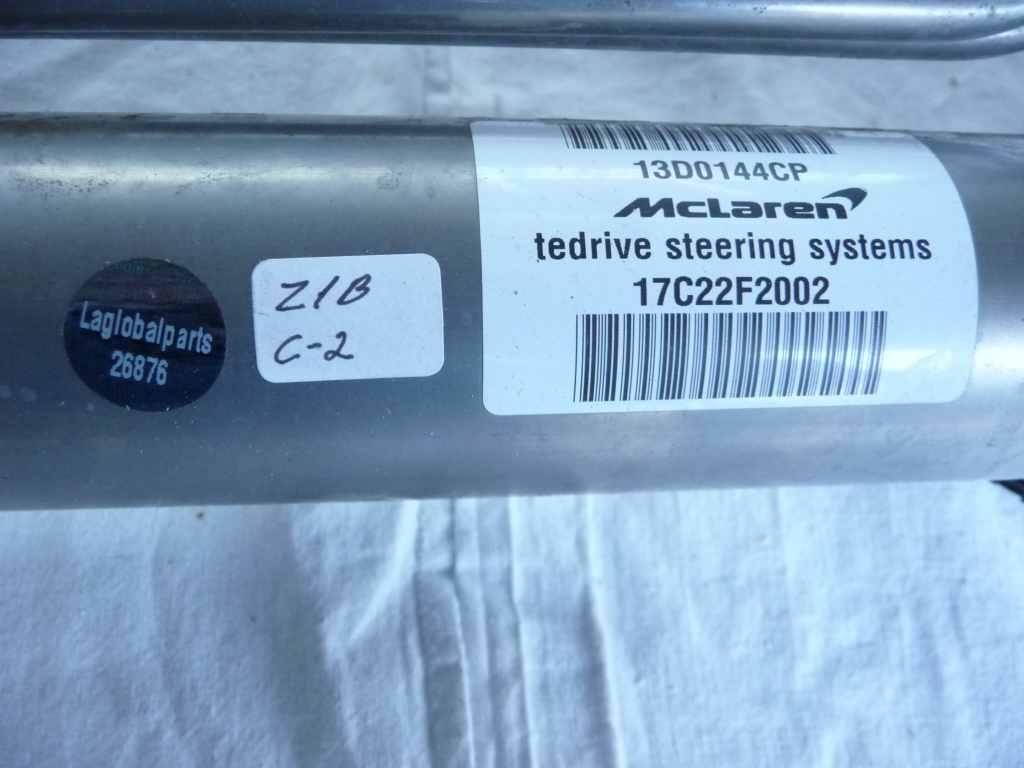 Laglobalparts
26876
Z1B
C-2
13D0144CP
McLaren
tedrive steering systems
17C22F2002